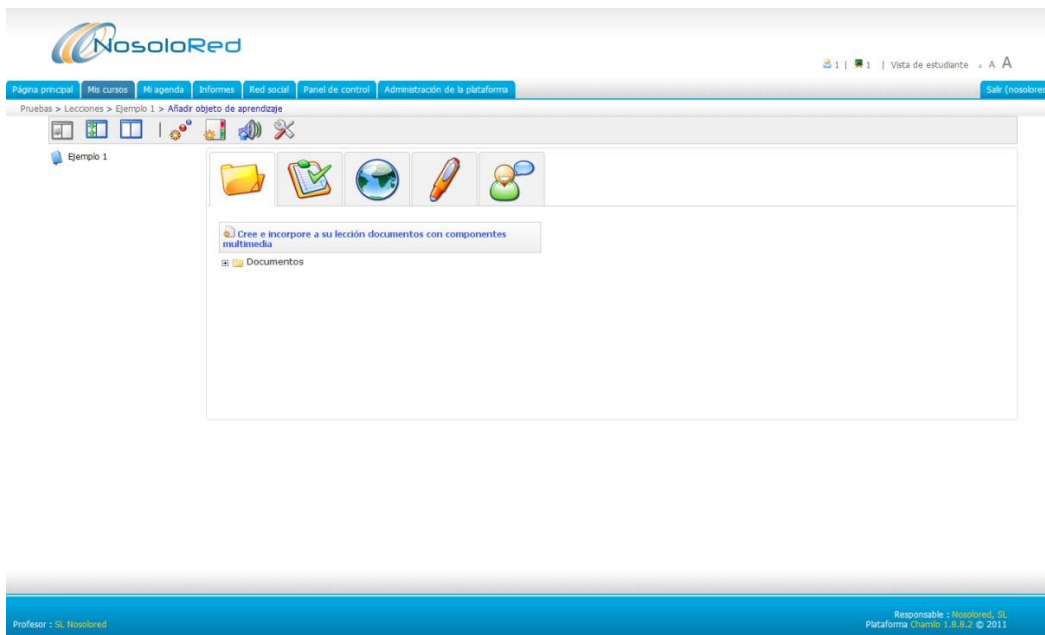 NosoloRed
1 | 1 | Vista de estudiante A A A
Página principal Mis cursos Mi agenda Informes Red social Panel de control Administración de la plataforma Salir (nosolored
Pruebas > Lecciones > Ejemplo 1 > Añadir objeto de aprendizaje
Ejemplo 1
Cree e incorpore a su lección documentos con componentes
multimedia
Documentos
Responsable : Nosolored, SL
Profesor : SL Nosolored
Plataforma Chamilo 1.8.8.2 © 2011